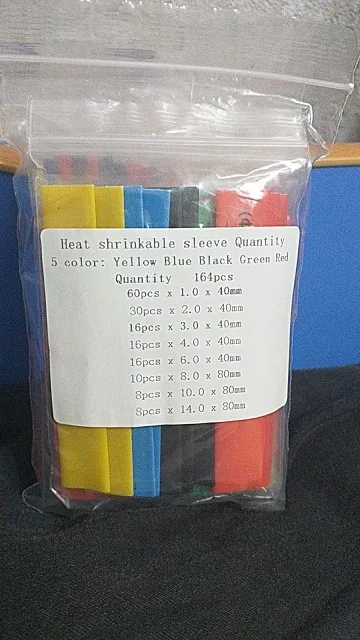 Heat shrinkable sleeve Quantity
5 color: Yellow Blue Black Green Red
Quantity 164pcs
60pcs x 1.0 x 40mm
30pcs x 2.0 x 40mm
16pcs x 3.0 x 40mm
16pcs x 4.0 x 40mm
16pcs x 6.0 x 40mm
10pcs x 8.0 x 80mm
8pcs x 10.0 x 80mm
8pcs x 14.0 x 80mm